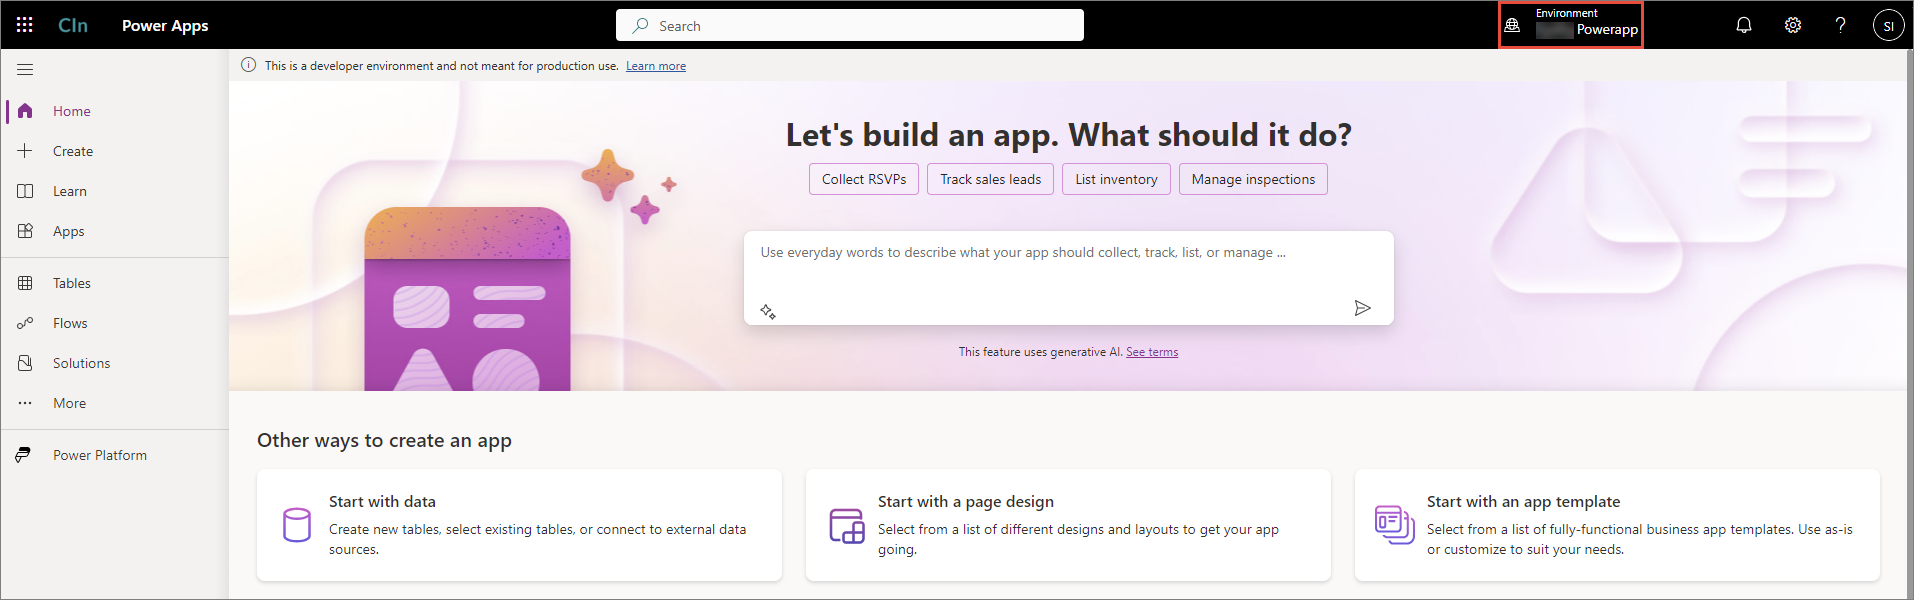 CIn
Power Apps
Search
Environment
Powerapp
?
SI
This is a developer environment and not meant for production use. Learn more
Home
Create
Learn
Apps
Tables
Flows
Solutions
More
Power Platform
Let's build an app. What should it do?
Collect RSVPs
Track sales leads
List inventory
Manage inspections
Use everyday words to describe what your app should collect, track, list, or manage ...
This feature uses generative AI. See terms
Other ways to create an app
Start with data
Create new tables, select existing tables, or connect to external data
sources.
Start with a page design
Select from a list of different designs and layouts to get your app
going.
Start with an app template
Select from a list of fully-functional business app templates. Use as-is
or customize to suit your needs.